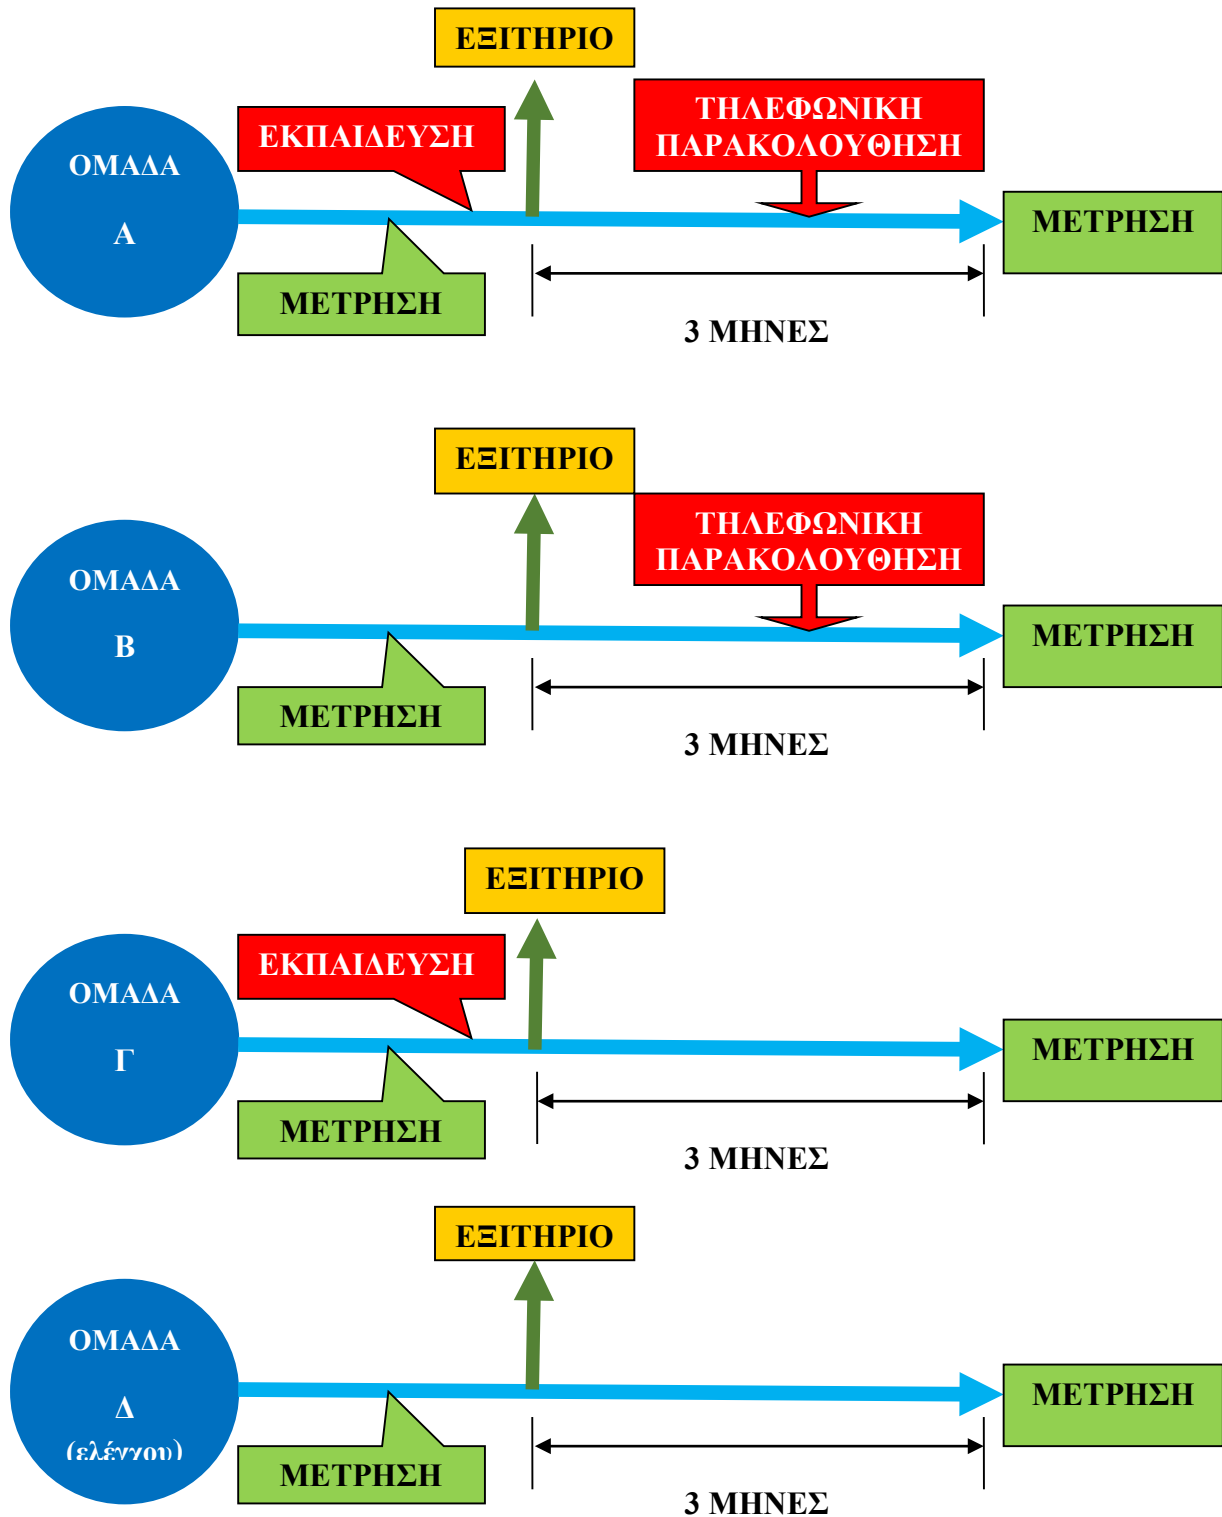 ΕΞΙΤΗΡΙΟ
ΤΗΛΕΦΩΝΙΚΗ
ΠΑΡΑΚΟΛΟΥΘΗΣΗ
ΕΚΠΑΙΔΕΥΣΗ
ΟΜΑΔΑ
Α
ΜΕΤΡΗΣΗ
ΜΕΤΡΗΣΗ
3 ΜΗΝΕΣ
ΕΞΙΤΗΡΙΟ
ΤΗΛΕΦΩΝΙΚΗ
ΠΑΡΑΚΟΛΟΥΘΗΣΗ
ΟΜΑΔΑ
Β
ΜΕΤΡΗΣΗ
ΜΕΤΡΗΣΗ
3 ΜΗΝΕΣ
ΕΞΙΤΗΡΙΟ
ΕΚΠΑΙΔΕΥΣΗ
ΟΜΑΔΑ
Γ
ΜΕΤΡΗΣΗ
ΜΕΤΡΗΣΗ
3 ΜΗΝΕΣ
ΕΞΙΤΗΡΙΟ
ΟΜΑΔΑ
Δ
(ελέγχου)
ΜΕΤΡΗΣΗ
ΜΕΤΡΗΣΗ
3 ΜΗΝΕΣ